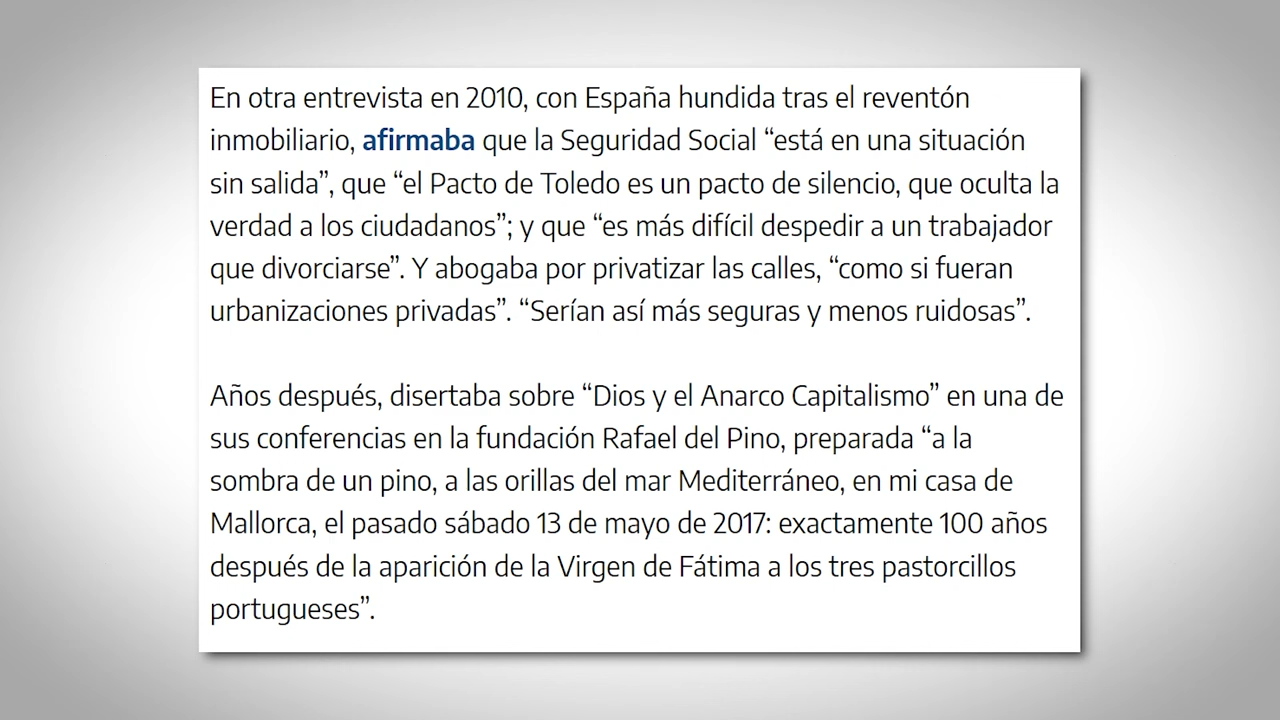 En otra entrevista en 2010, con España hundida tras el reventón
inmobiliario, afirmaba que la Seguridad Social “está en una situación
sin salida”, que “el Pacto de Toledo es un pacto de silencio, que oculta la
verdad a los ciudadanos”; y que “es más difícil despedir a un trabajador
que divorciarse”. Y abogaba por privatizar las calles, “como si fueran
urbanizaciones privadas”. “Serían así más seguras y menos ruidosas”.
Años después, disertaba sobre “Dios y el Anarco Capitalismo” en una de
sus conferencias en la fundación Rafael del Pino, preparada “a la
sombra de un pino, a las orillas del mar Mediterráneo, en mi casa de
Mallorca, el pasado sábado 13 de mayo de 2017: exactamente 100 años
después de la aparición de la Virgen de Fátima a los tres pastorcillos
portugueses”.